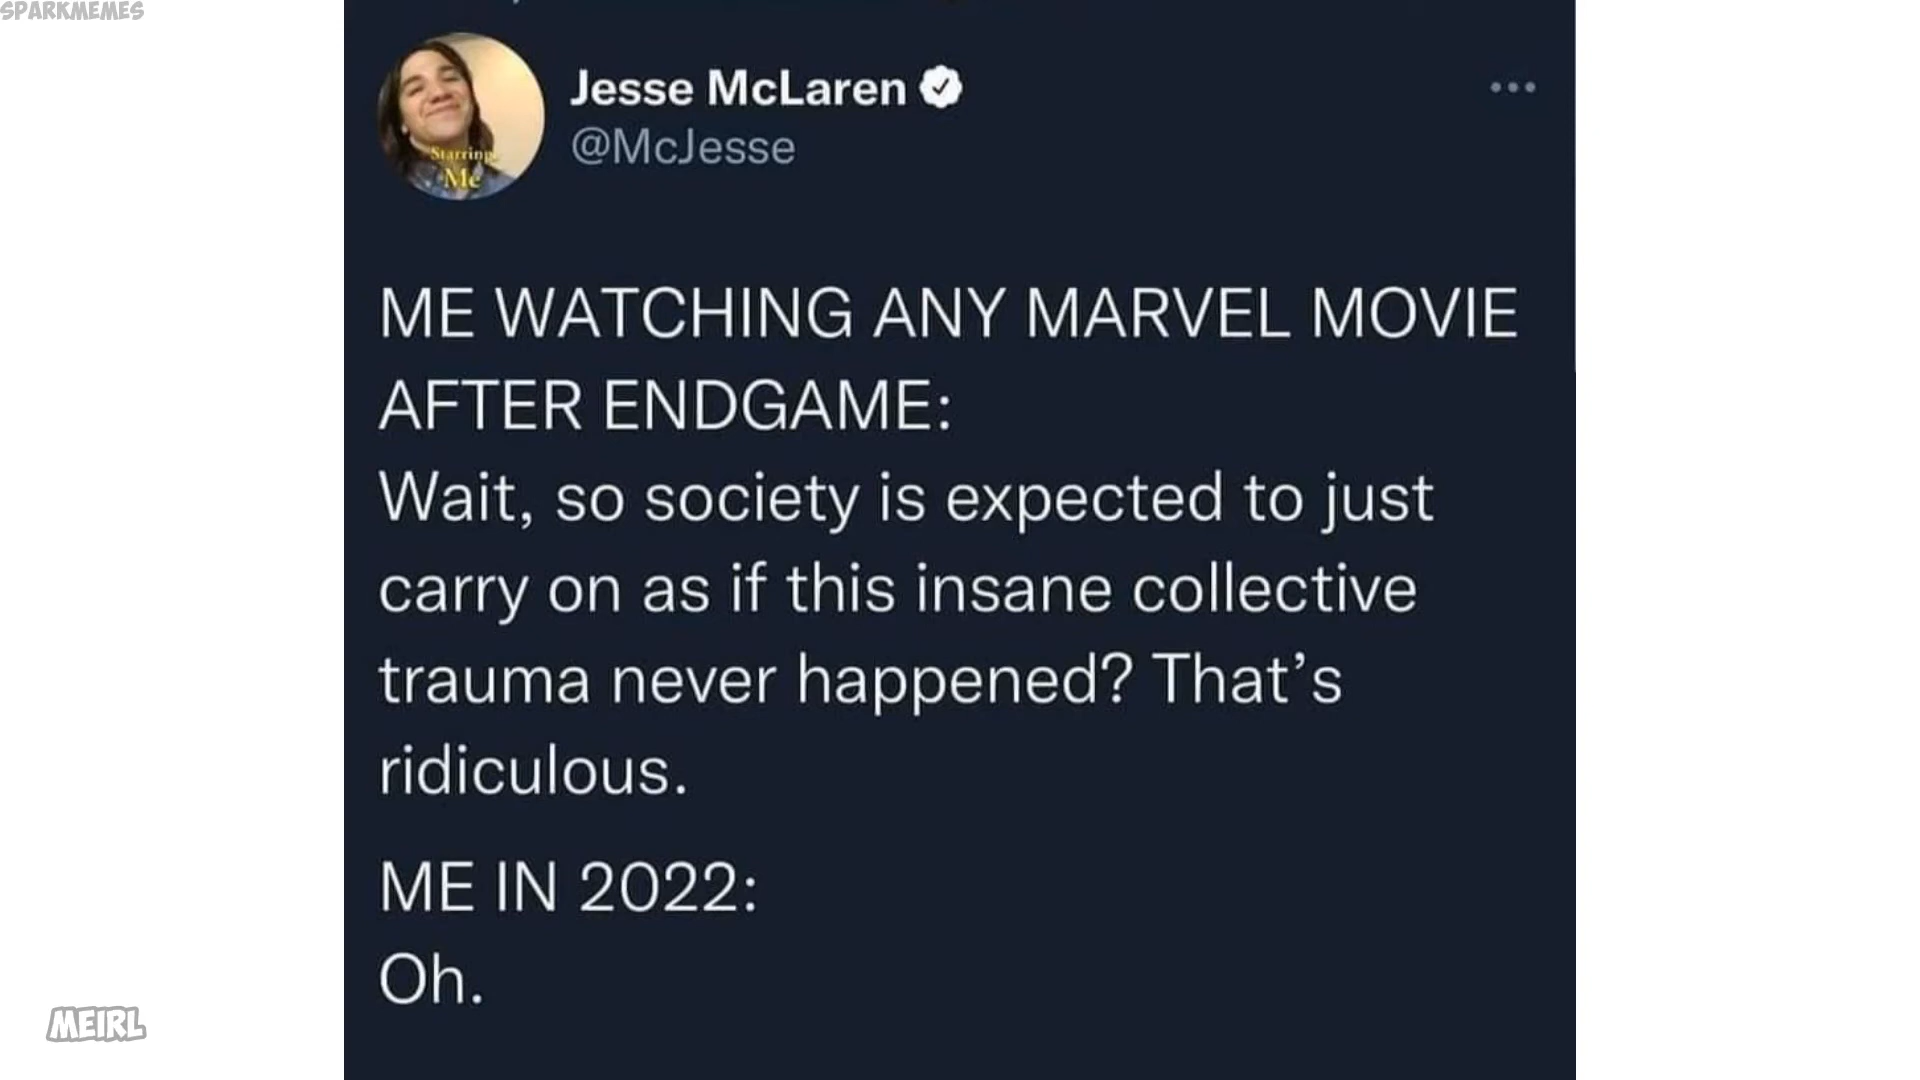 SPARKMEMES
Jesse McLaren
@McJesse
Starring
Me
ME WATCHING ANY MARVEL MOVIE
AFTER ENDGAME:
Wait, so society is expected to just
carry on as if this insane collective
trauma never happened? That’s
ridiculous.
ME IN 2022:
Oh.
MEIRL